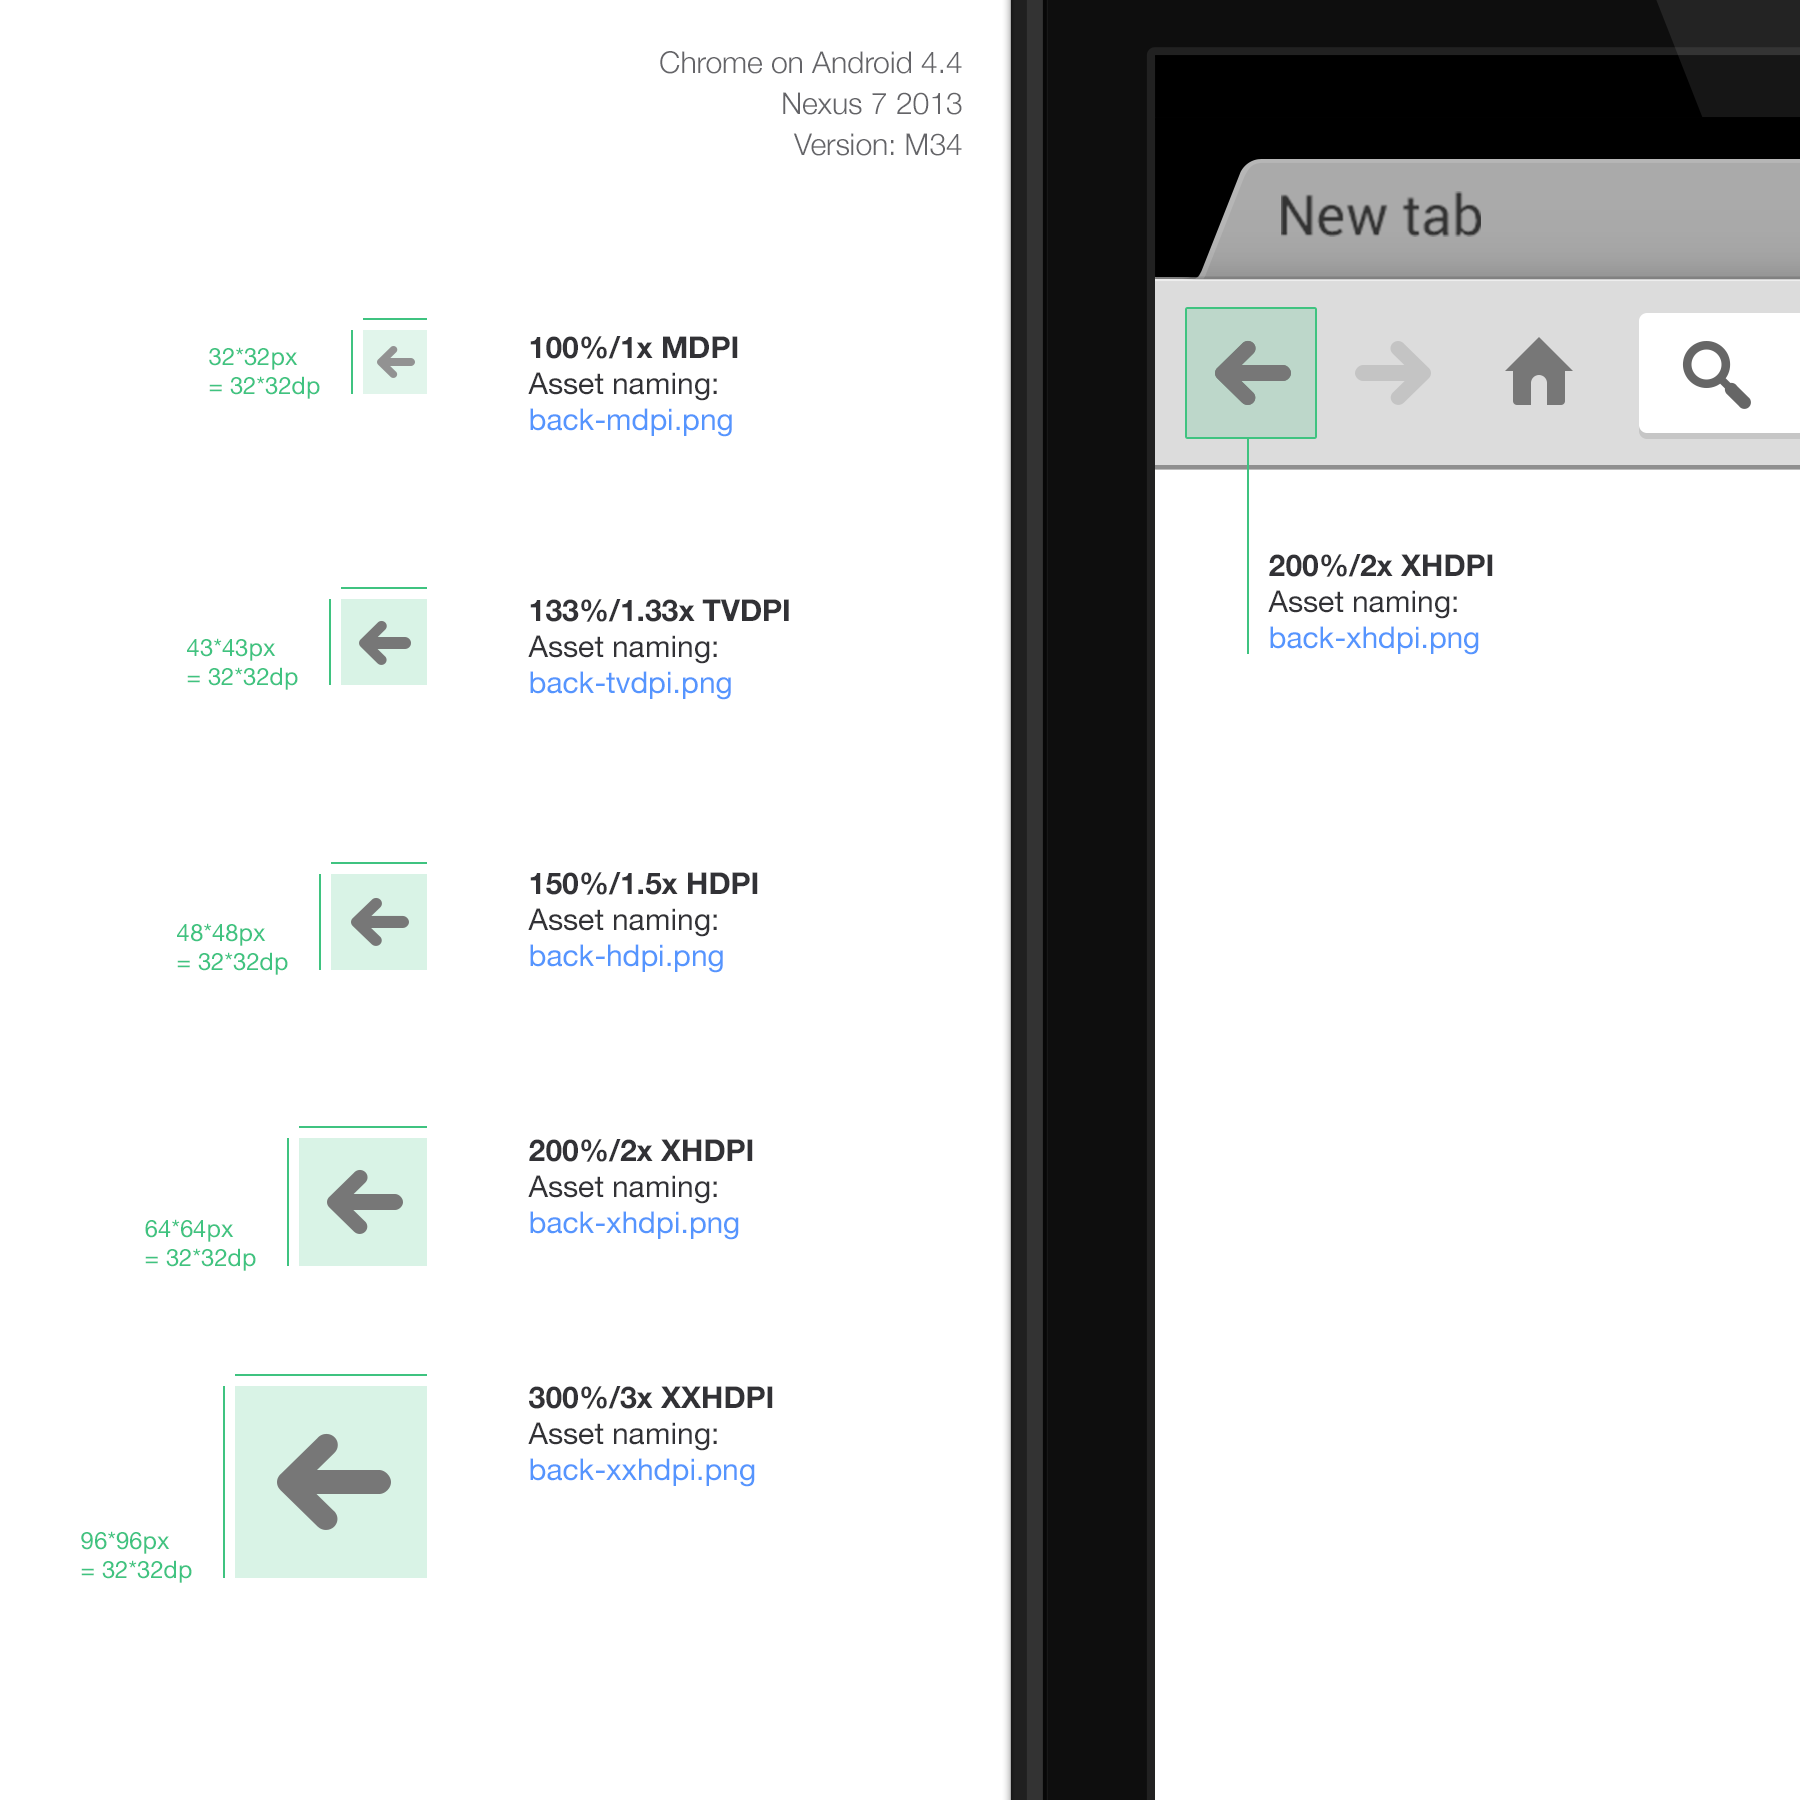 Chrome on Android 4.4
Nexus 7 2013
Version: M34
32*32px
= 32*32dp
100%/1x MDPI
Asset naming:
back-mdpi.png
43*43px
= 32*32dp
133%/1.33x TVDPI
Asset naming:
back-tvdpi.png
48*48px
= 32*32dp
150%/1.5x HDPI
Asset naming:
back-hdpi.png
64*64px
= 32*32dp
200%/2x XHDPI
Asset naming:
back-xhdpi.png
96*96px
= 32*32dp
300%/3x XXHDPI
Asset naming:
back-xxhdpi.png
New tab
200%/2x XHDPI
Asset naming:
back-xhdpi.png